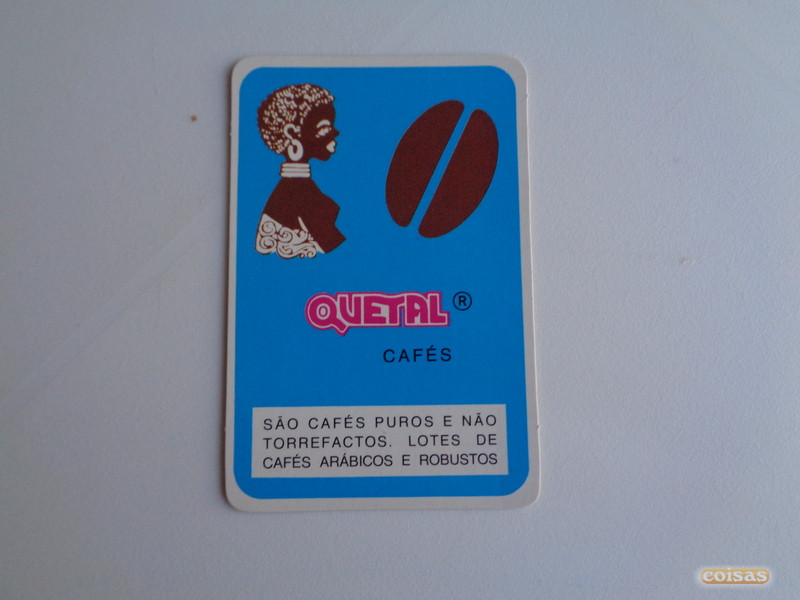 QUETAL ®
CAFÉS
SÃO CAFÉS PUROS E NÃO
TORREFACTOS. LOTES DE
CAFÉS ARÁBICOS E ROBUSTOS
coisas